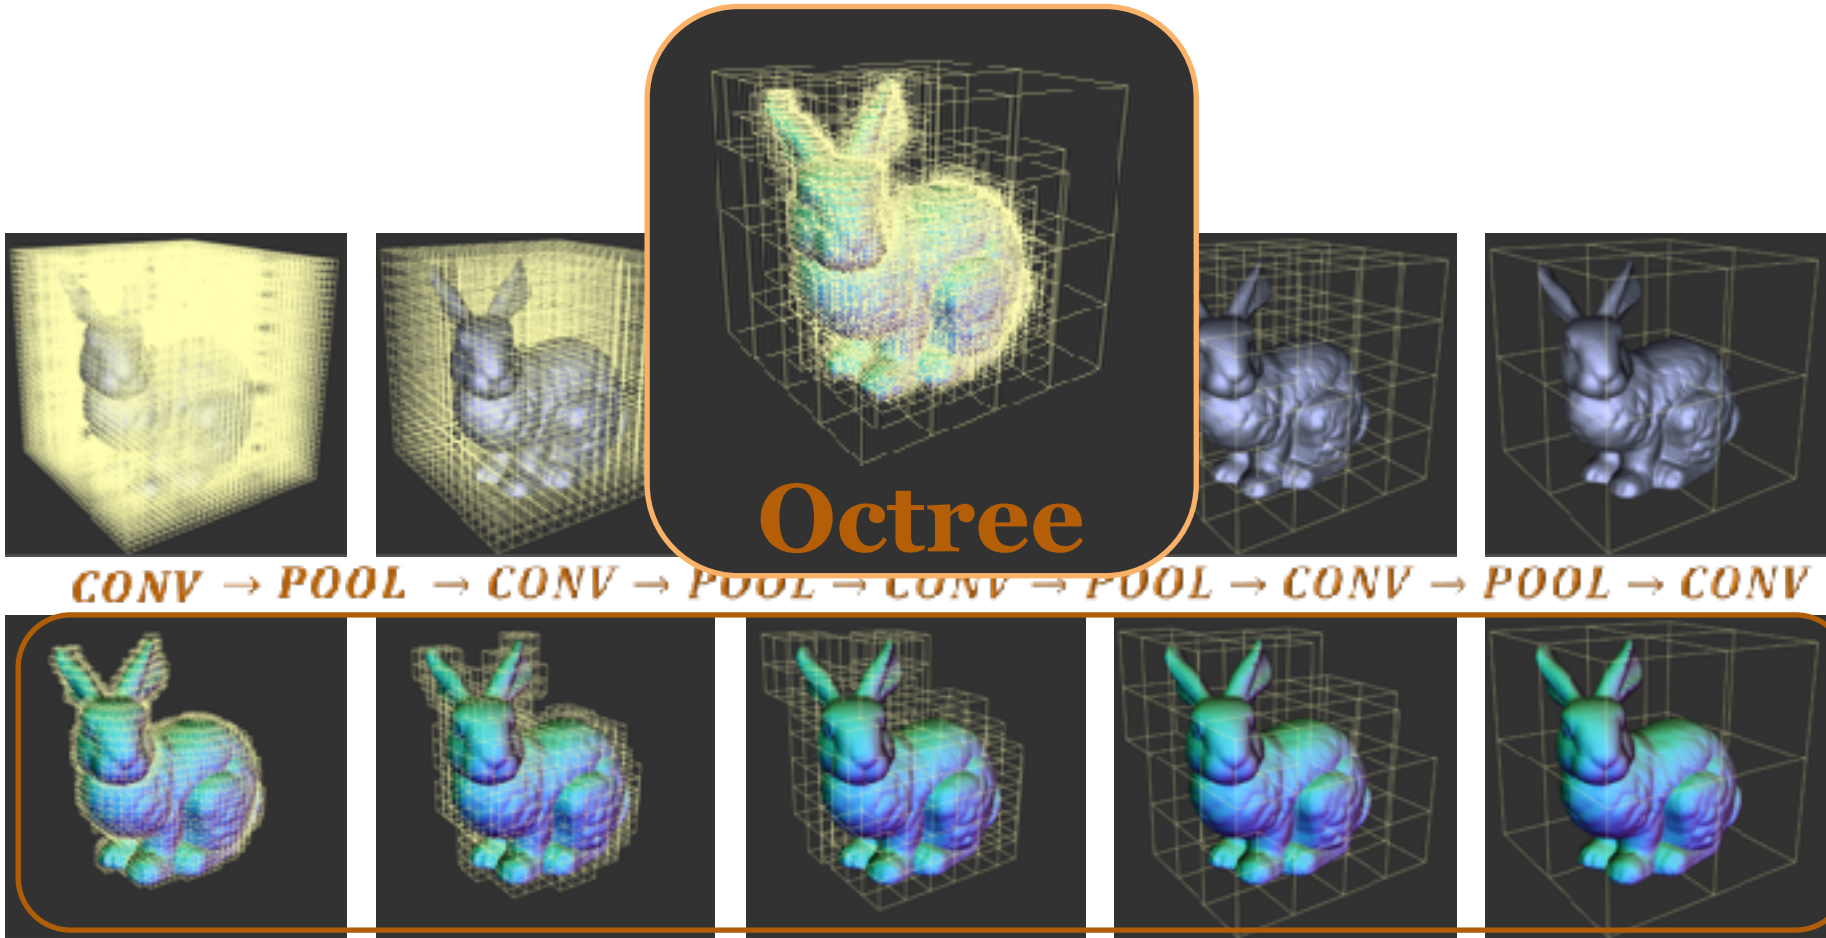 Octree
CONV → POOL → CONV → POOL → CONV → POOL → CONV → POOL → CONV